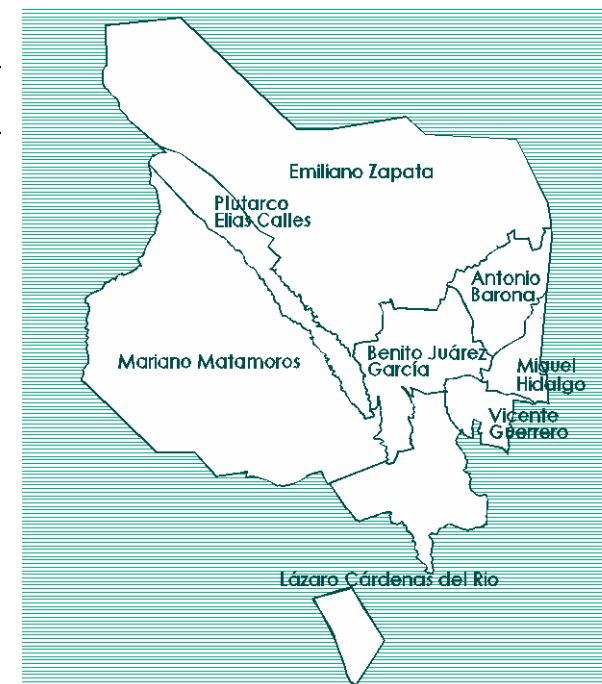 Emiliano Zapata
Plutarco
Elias Calles
Antonio
Barona
Mariano Matamoros
Benito Juárez
García
Miguel
Hidalgo
Vicente
Guerrero
Lázaro Cárdenas del Rio